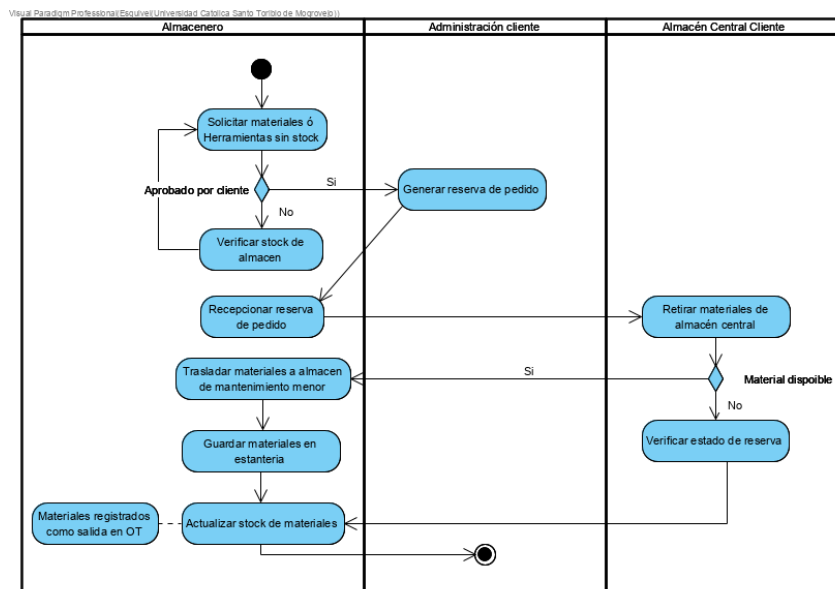 Visual Paradigm Professional(Esquivel(Universidad Catolica Santo Toribio de Mogrovejo))
Almacenero
Administración cliente
Almacén Central Cliente
Solicitar materiales ó
Herramientas sin stock
Aprobado por cliente
Si
Generar reserva de pedido
No
Verificar stock de
almacen
Recepcionar reserva
de pedido
Retirar materiales de
almacén central
Trasladar materiales a almacen
de mantenimiento menor
Si
Material dispoible
No
Guardar materiales en
estanteria
Verificar estado de reserva
Materiales registrados
como salida en OT
Actualizar stock de materiales